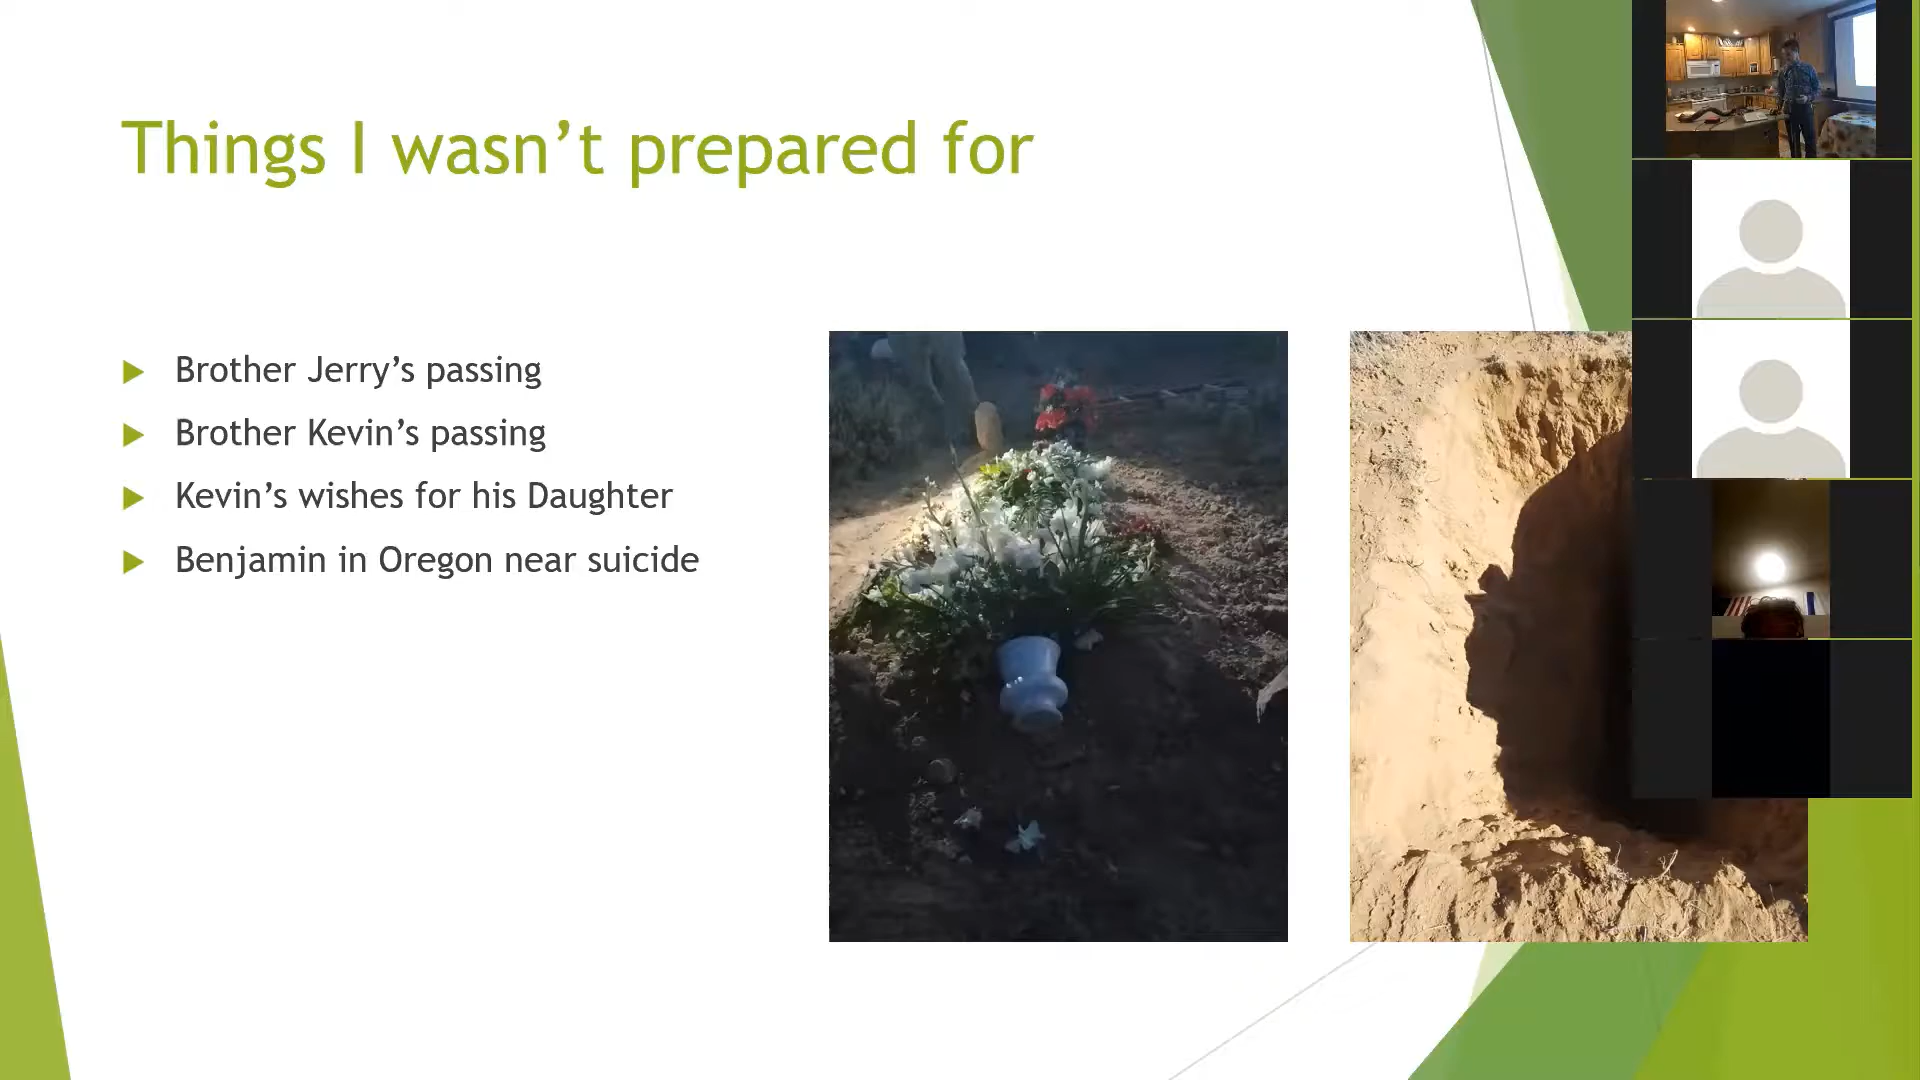 Things I wasn’t prepared for
Brother Jerry’s passing
Brother Kevin’s passing
Kevin’s wishes for his Daughter
Benjamin in Oregon near suicide